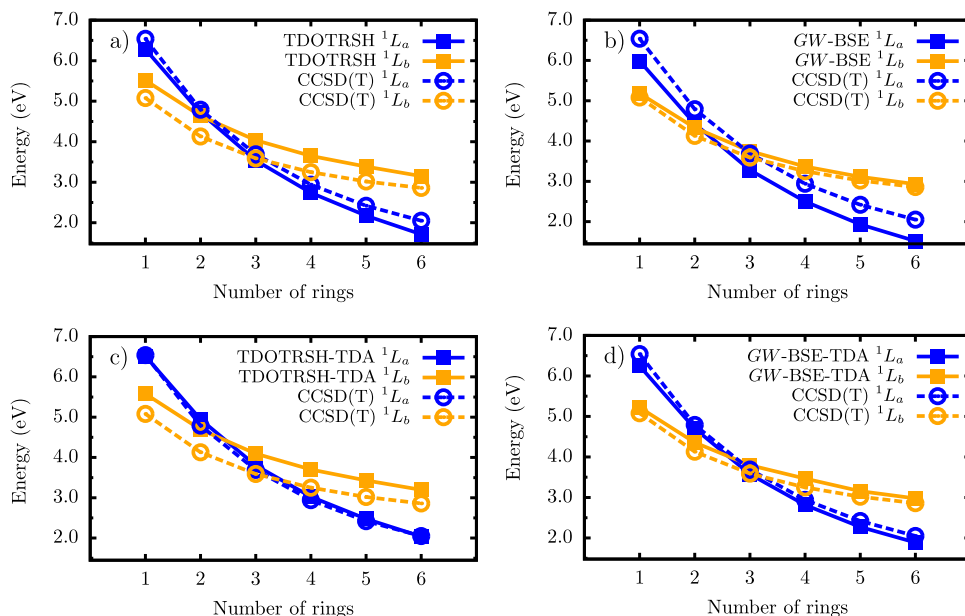 a)
TDOTRSH ¹Lₐ
TDOTRSH ¹L_b
CCSD(T) ¹Lₐ
CCSD(T) ¹L_b
7.0
6.0
5.0
4.0
3.0
2.0
Energy (eV)
1 2 3 4 5 6
Number of rings
b)
GW-BSE ¹Lₐ
GW-BSE ¹L_b
CCSD(T) ¹Lₐ
CCSD(T) ¹L_b
7.0
6.0
5.0
4.0
3.0
2.0
Energy (eV)
1 2 3 4 5 6
Number of rings
c)
TDOTRSH-TDA ¹Lₐ
TDOTRSH-TDA ¹L_b
CCSD(T) ¹Lₐ
CCSD(T) ¹L_b
7.0
6.0
5.0
4.0
3.0
2.0
Energy (eV)
1 2 3 4 5 6
Number of rings
d)
GW-BSE-TDA ¹Lₐ
GW-BSE-TDA ¹L_b
CCSD(T) ¹Lₐ
CCSD(T) ¹L_b
7.0
6.0
5.0
4.0
3.0
2.0
Energy (eV)
1 2 3 4 5 6
Number of rings